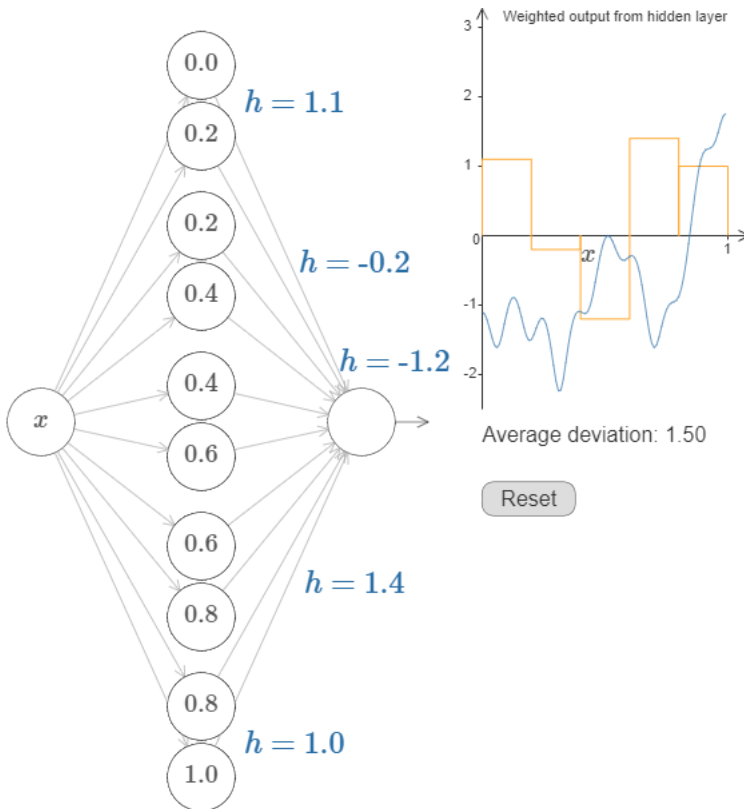 0.0
h = 1.1
0.2
0.2
h = -0.2
0.4
h = -1.2
0.4
x
0.6
0.6
h = 1.4
0.8
0.8
h = 1.0
1.0
Weighted output from hidden layer
3
2
1
0
x
1
-1
-2
Average deviation: 1.50
Reset